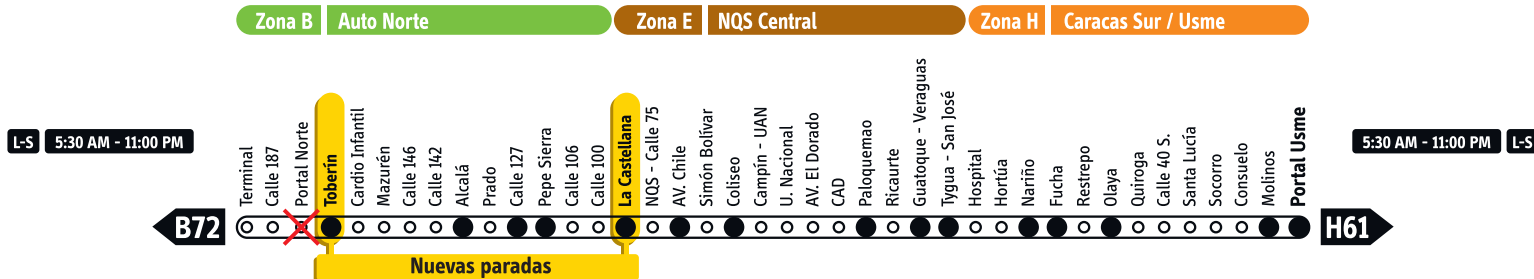 Zona B Auto Norte Zona E NQS Central Zona H Caracas Sur / Usme
L-S 5:30 AM - 11:00 PM
Terminal
Calle 187
Portal Norte
Toberín
Cardio Infantil
Mazurén
Calle 146
Calle 142
Alcalá
Prado
Calle 127
Pepe Sierra
Calle 106
Calle 100
La Castellana
NQS - Calle 75
AV. Chile
Simón Bolívar
Coliseo
Campín - UAN
U. Nacional
AV. El Dorado
CAD
Paloquemao
Ricaurte
Guatoque - Veraguas
Tygua - San José
Hospital
Hortúa
Nariño
Fucha
Restrepo
Olaya
Quiroga
Calle 40 S.
Santa Lucía
Socorro
Consuelo
Molinos
Portal Usme
5:30 AM - 11:00 PM L-S
B72
H61
Nuevas paradas